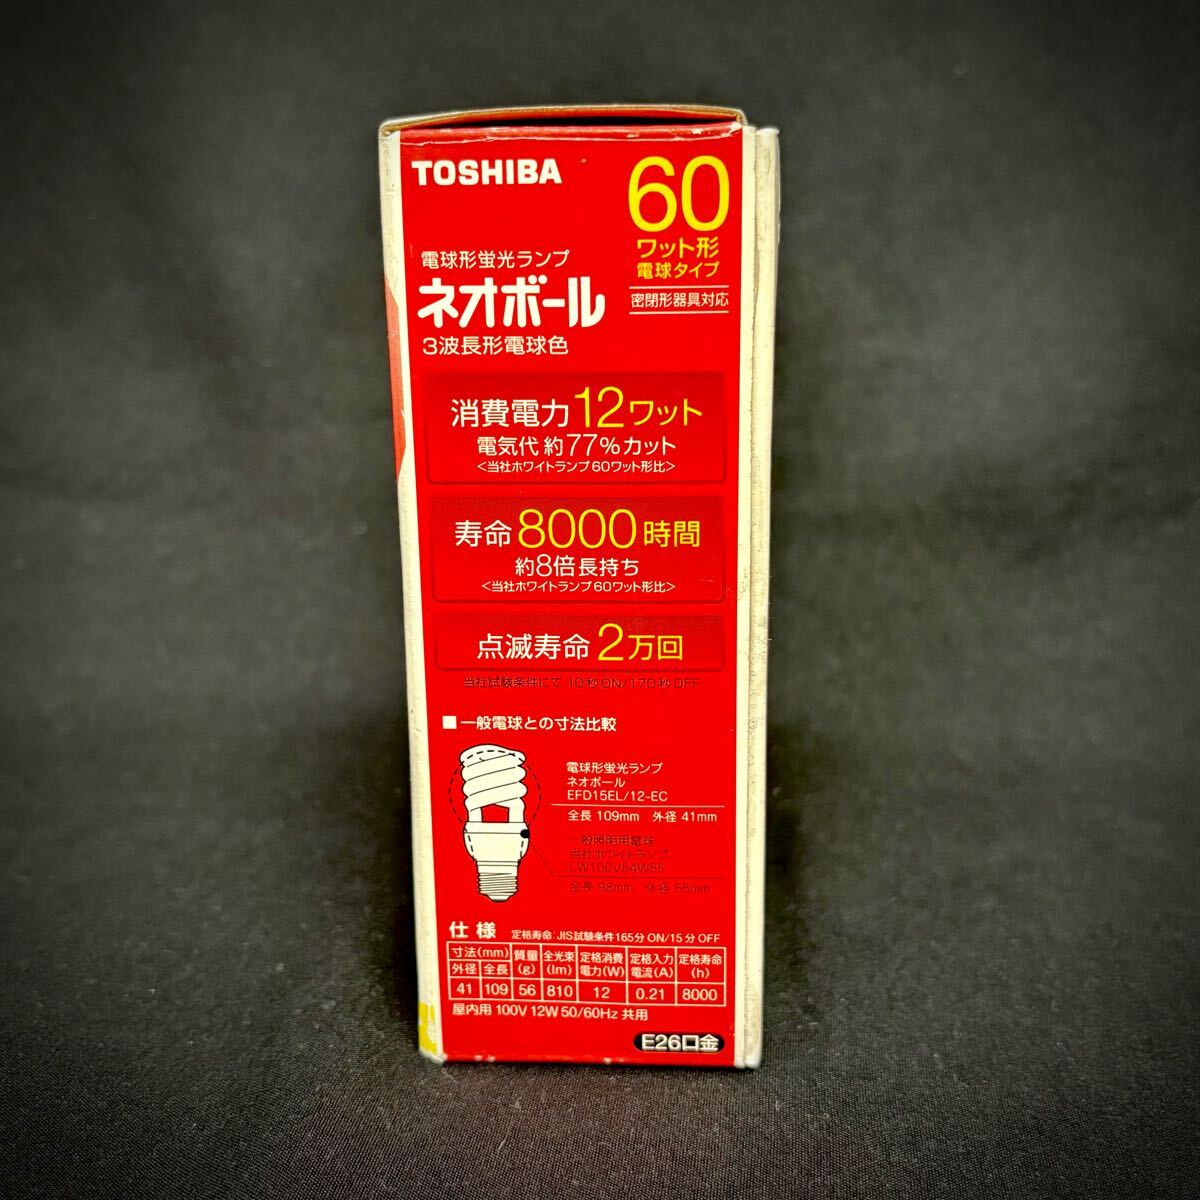 TOSHIBA
60
ワット形
電球タイプ
密閉形器具対応
電球形蛍光ランプ
ネオボール
3波長形電球色
消費電力12ワット
電気代 約77%カット
<当社ホワイトランプ60ワット形比>
寿命8000時間
約8倍長持ち
<当社ホワイトランプ60ワット形比>
点滅寿命 2万回
当社試験条件にて 10秒ON/170秒OFF
■一般電球との寸法比較
電球形蛍光ランプ
ネオボール
EFD15EL/12-EC
全長 109mm 外径 41mm
一般照明用電球
当社ホワイトランプ
LW100V54W55
全長 98mm 外径 55mm
仕様 定格寿命:JIS試験条件165分 ON/15分 OFF
寸法(mm) 質量(g) 全光束(lm) 定格消費電力(W) 定格入力電流(A) 定格寿命(h)
外径 全長
41 109 56 810 12 0.21 8000
屋内用 100V 12W 50/60Hz 共用
E26口金